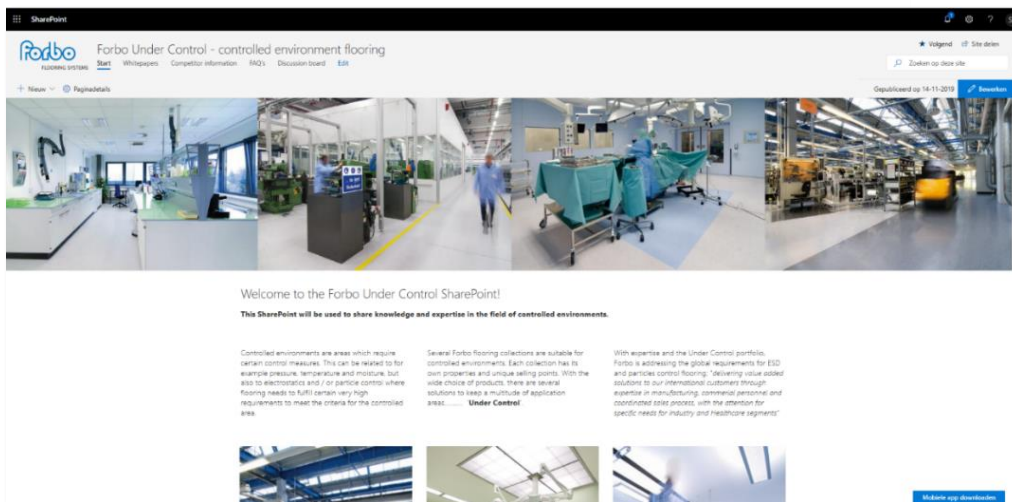 SharePoint
?
Forbo
FLOORING SYSTEMS
Forbo Under Control - controlled environment flooring
Start Whitepapers Competitor information FAQ's Discussion board Edit
Volgend Site delen
Zoeken op deze site
+ Nieuw Paginadetails
Gepubliceerd op 14-11-2019 Bewerken
Welcome to the Forbo Under Control SharePoint!
This SharePoint will be used to share knowledge and expertise in the field of controlled environments.
Controlled environments are areas which require
certain control measures. This can be related to for
example pressure, temperature and moisture, but
also to electrostatics and / or particle control where
flooring needs to fulfill certain very high
requirements to meet the criteria for the controlled
area.
Several Forbo flooring collections are suitable for
controlled environments. Each collection has its
own properties and unique selling points. With the
wide choice of products, there are several
solutions to keep a multitude of application
areas......... 'Under Control'.
With expertise and the Under Control portfolio,
Forbo is addressing the global requirements for ESD
and particles control flooring: "delivering value added
solutions to our international customers through
expertise in manufacturing, commercial personnel and
coordinated sales process, with the attention for
specific needs for Industry and Healthcare segments"
Mobiele app downloaden